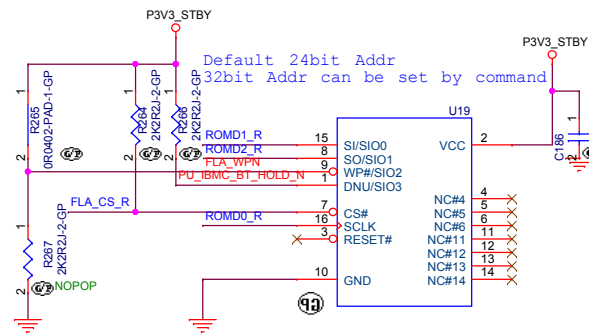 P3V3_STBY
P3V3_STBY
Default 24bit Addr
32bit Addr can be set by command
1
R265
0R0402-PAD-1-GP
2
1
R264
2K2R2J-2-GP
2
1
2K2R2J-2-GP
2
U19
ROMD1_R
15
SI/SIO0
VCC
2
ROMD2_R
8
SO/SIO1
FLA_WPN
9
WP#/SIO2
PU_IBMC_BT_HOLD_N
1
DNU/SIO3
FLA_CS_R
7
CS#
ROMD0_R
16
SCLK
3
RESET#
10
GND
NC#4
4
NC#5
5
NC#6
6
NC#11
11
NC#12
12
NC#13
13
NC#14
14
1
C186
2
1
R267
2K2R2J-2-GP
2
NOPOP
GP